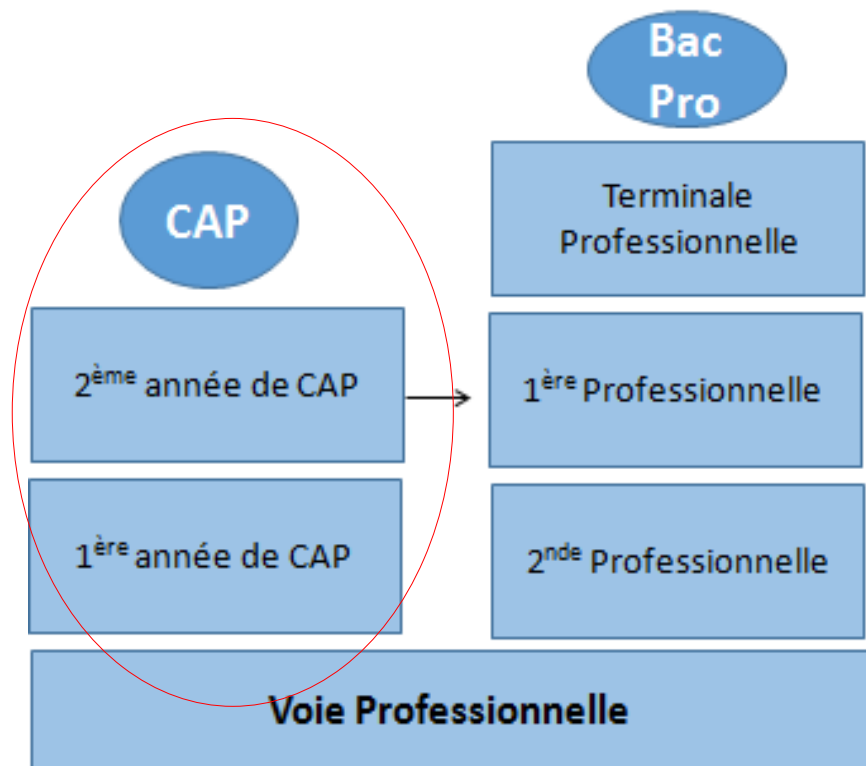 Bac
Pro
CAP
Terminale
Professionnelle
2ème année de CAP
1ère Professionnelle
1ère année de CAP
2nde Professionnelle
Voie Professionnelle